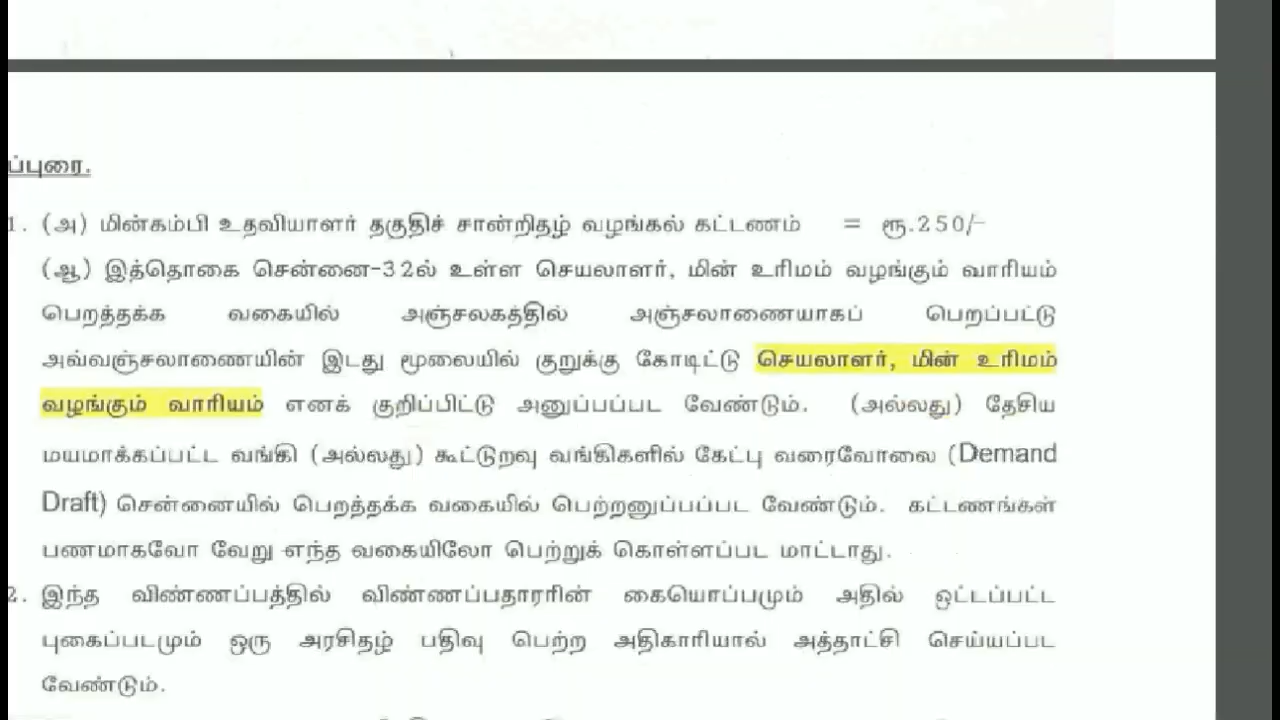 ப்புரை.
1. (அ) மின்கம்பி உதவியாளர் தகுதிச் சான்றிதழ் வழங்கல் கட்டணம் = ரூ.250/-
(ஆ) இத்தொகை சென்னை-32ல் உள்ள செயலாளர், மின் உரிமம் வழங்கும் வாரியம்
பெறத்தக்க வகையில் அஞ்சலகத்தில் அஞ்சலாணையாகப் பெறப்பட்டு
அவ்வஞ்சலாணையின் இடது மூலையில் குறுக்கு கோடிட்டு செயலாளர், மின் உரிமம்
வழங்கும் வாரியம் எனக் குறிப்பிட்டு அனுப்பப்பட வேண்டும். (அல்லது) தேசிய
மயமாக்கப்பட்ட வங்கி (அல்லது) கூட்டுறவு வங்கிகளில் கேட்பு வரைவோலை (Demand
Draft) சென்னையில் பெறத்தக்க வகையில் பெற்றனுப்பப்பட வேண்டும். கட்டணங்கள்
பணமாகவோ வேறு எந்த வகையிலோ பெற்றுக் கொள்ளப்பட மாட்டாது.
2. இந்த விண்ணப்பத்தில் விண்ணப்பதாரரின் கையொப்பமும் அதில் ஒட்டப்பட்ட
புகைப்படமும் ஒரு அரசிதழ் பதிவு பெற்ற அதிகாரியால் அத்தாட்சி செய்யப்பட
வேண்டும்.